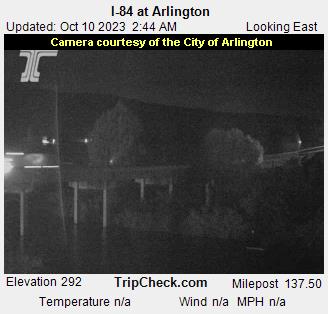 I-84 at Arlington
Updated: Oct 10 2023 2:44 AM Looking East
Camera courtesy of the City of Arlington
Elevation 292 TripCheck.com Milepost 137.50
Temperature n/a Wind n/a MPH n/a